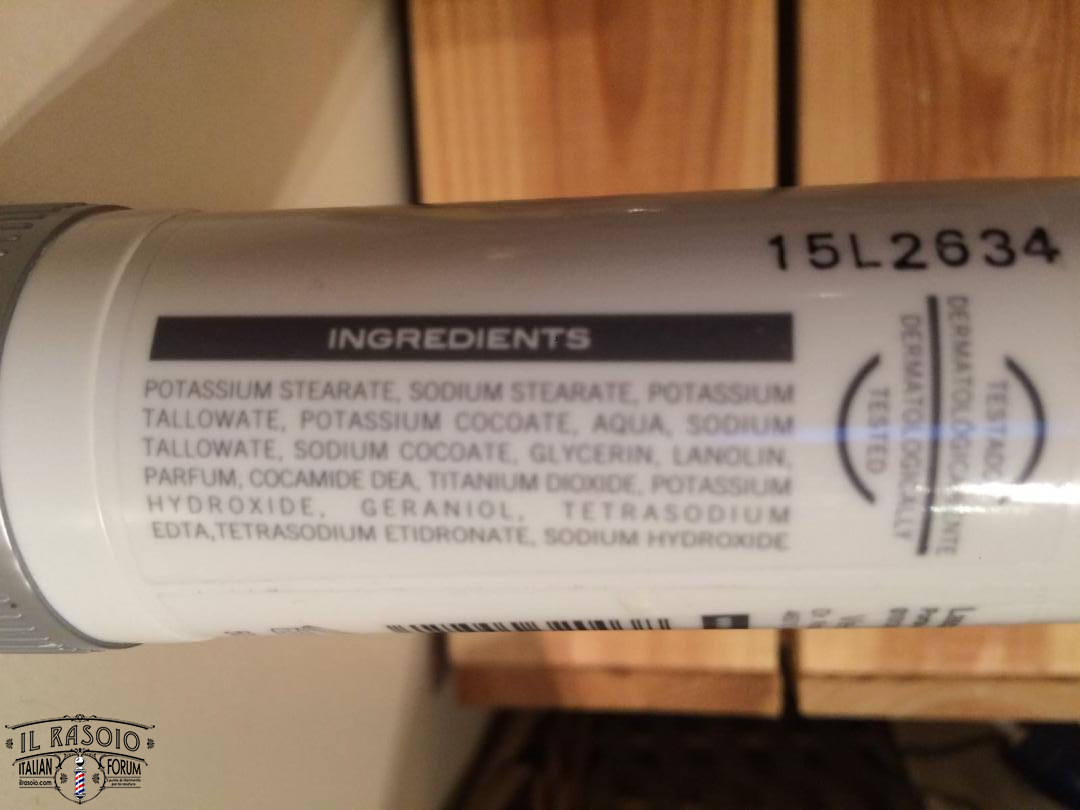 15L2634
INGREDIENTS
POTASSIUM STEARATE, SODIUM STEARATE, POTASSIUM
TALLOWATE, POTASSIUM COCOATE, AQUA, SODIUM
TALLOWATE, SODIUM COCOATE, GLYCERIN, LANOLIN,
PARFUM, COCAMIDE DEA, TITANIUM DIOXIDE, POTASSIUM
HYDROXIDE, GERANIOL, TETRASODIUM
EDTA,TETRASODIUM ETIDRONATE, SODIUM HYDROXIDE
DERMATOLOGICALLY
TESTED
IL RASOIO
ITALIAN FORUM
ilrasoio.com